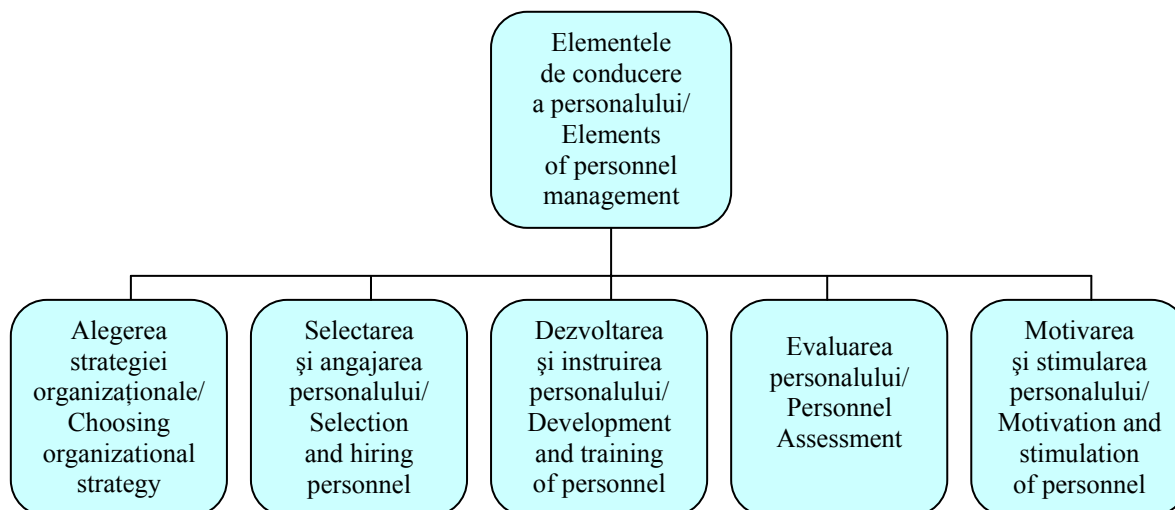 Elementele
de conducere
a personalului/
Elements
of personnel
management
Alegerea
strategiei
organizaționale/
Choosing
organizational
strategy
Selectarea
şi angajarea
personalului/
Selection
and hiring
personnel
Dezvoltarea
şi instruirea
personalului/
Development
and training
of personnel
Evaluarea
personalului/
Personnel
Assessment
Motivarea
şi stimularea
personalului/
Motivation and
stimulation
of personnel